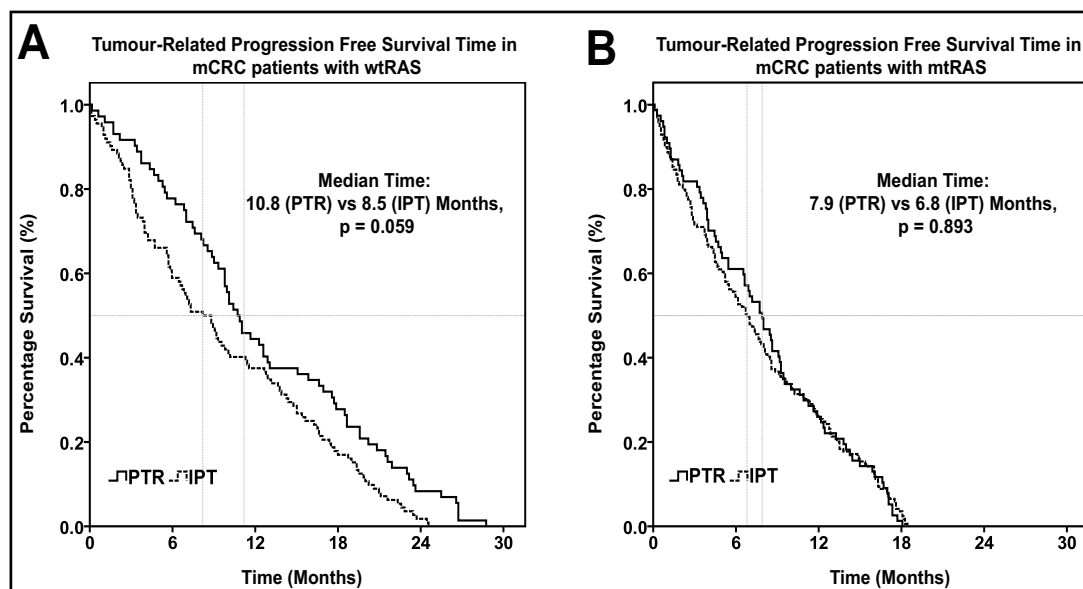 A
Tumour-Related Progression Free Survival Time in
mCRC patients with wtRAS
Percentage Survival (%)
1.0
0.8
0.6
0.4
0.2
0.0
Median Time:
10.8 (PTR) vs 8.5 (IPT) Months,
p = 0.059
PTR IPT
0 6 12 18 24 30
Time (Months)
B
Tumour-Related Progression Free Survival Time in
mCRC patients with mtRAS
Percentage Survival (%)
1.0
0.8
0.6
0.4
0.2
0.0
Median Time:
7.9 (PTR) vs 6.8 (IPT) Months,
p = 0.893
PTR IPT
0 6 12 18 24 30
Time (Months)